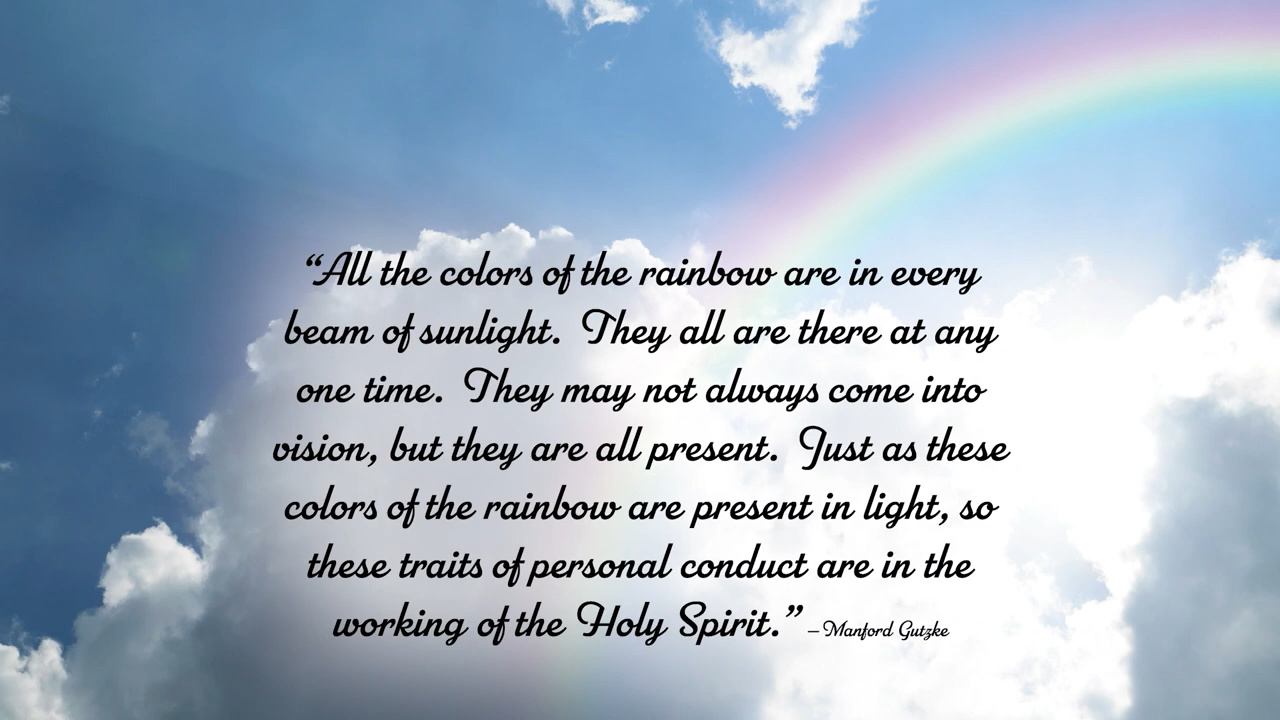 “All the colors of the rainbow are in every
beam of sunlight.  They all are there at any
one time.  They may not always come into
vision, but they are all present.  Just as these
colors of the rainbow are present in light, so
these traits of personal conduct are in the
working of the Holy Spirit.” – Manford Gutzke